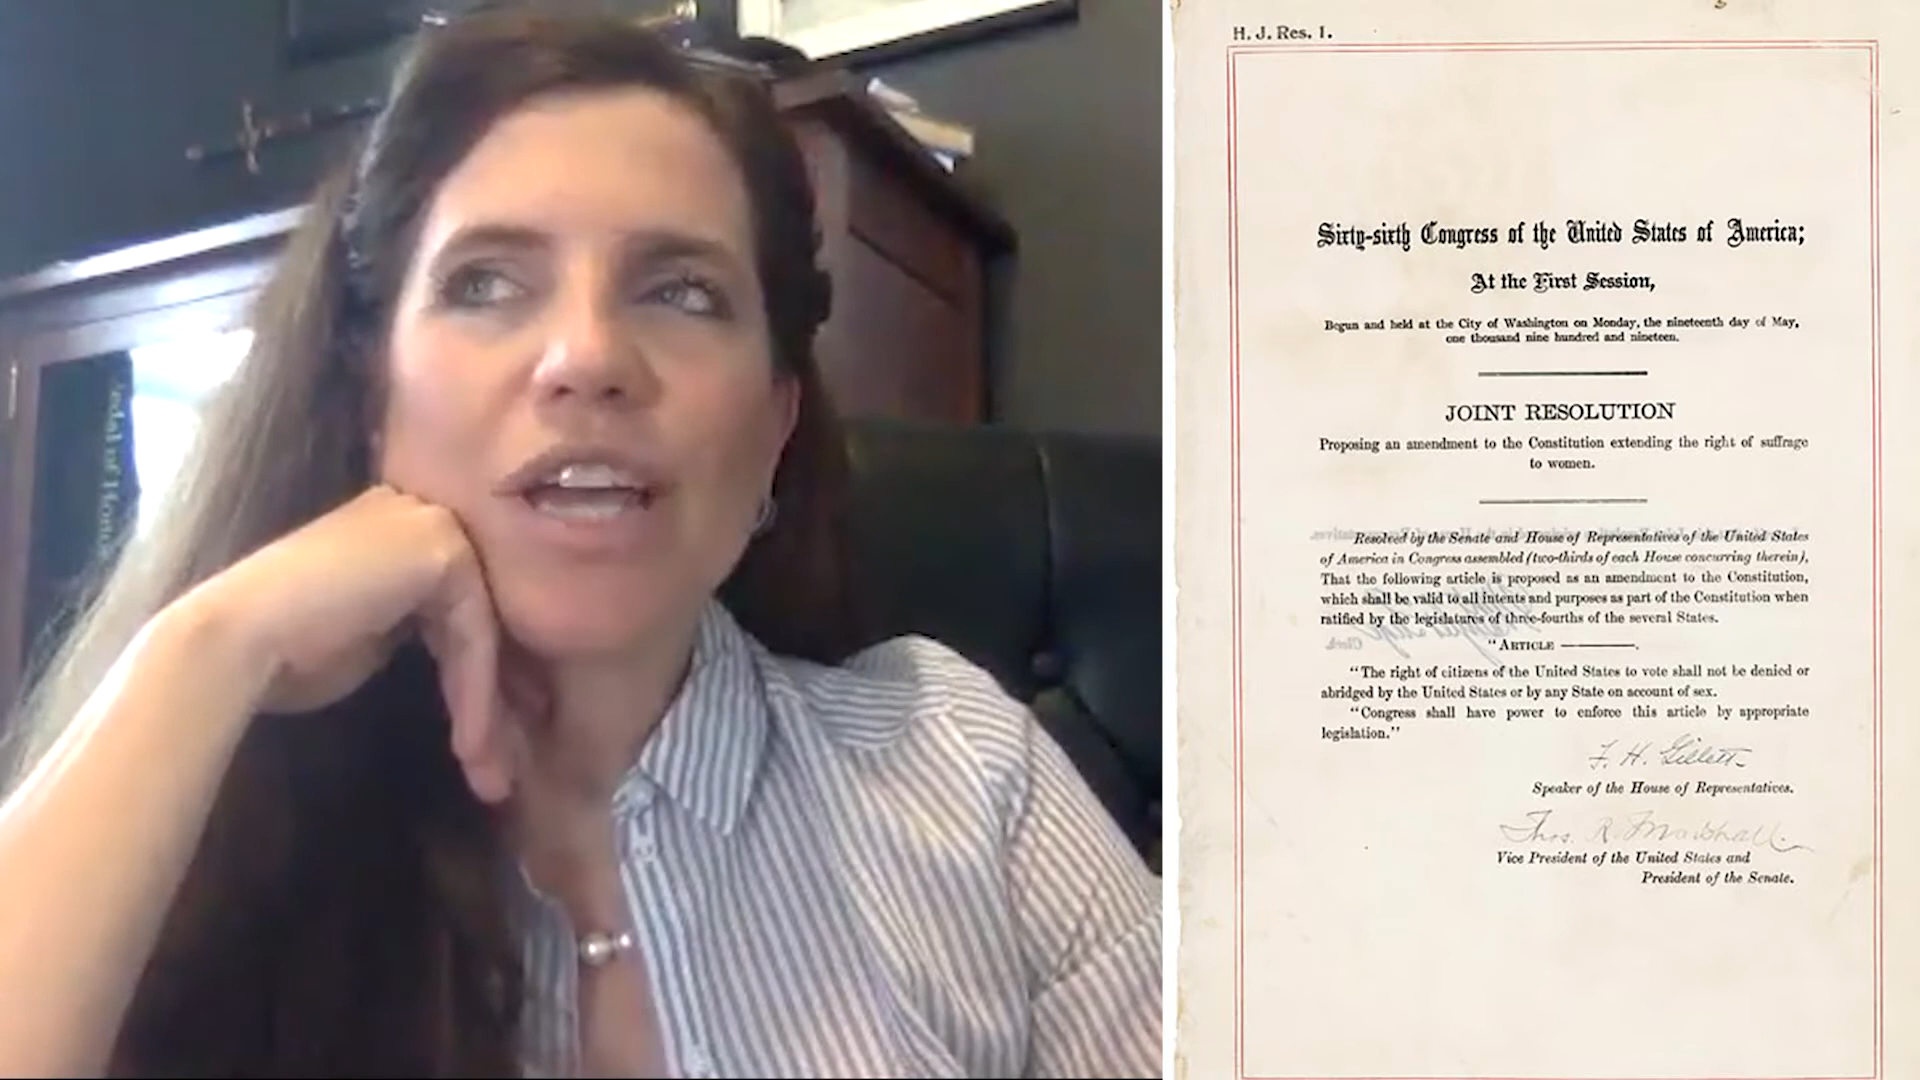 H. J. Res. 1.
Sixty-sixth Congress of the United States of America;
At the First Session,
Begun and held at the City of Washington on Monday, the nineteenth day of May,
one thousand nine hundred and nineteen.
JOINT RESOLUTION
Proposing an amendment to the Constitution extending the right of suffrage
to women.
Resolved by the Senate and House of Representatives of the United States
of America in Congress assembled (two-thirds of each House concurring therein),
That the following article is proposed as an amendment to the Constitution,
which shall be valid to all intents and purposes as part of the Constitution when
ratified by the legislatures of three-fourths of the several States.
"ARTICLE ————.
"The right of citizens of the United States to vote shall not be denied or
abridged by the United States or by any State on account of sex.
"Congress shall have power to enforce this article by appropriate
legislation."
F. H. Gillett
Speaker of the House of Representatives.
Thos. R. Marshall.
Vice President of the United States and
President of the Senate.